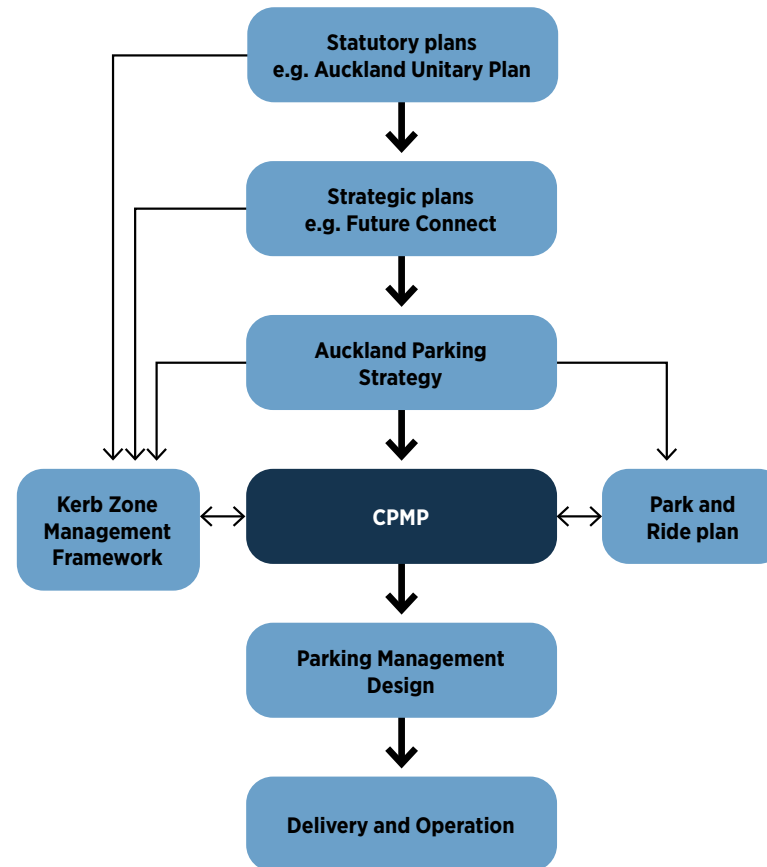 Statutory plans
e.g. Auckland Unitary Plan
Strategic plans
e.g. Future Connect
Auckland Parking
Strategy
Kerb Zone
Management
Framework
CPMP
Park and
Ride plan
Parking Management
Design
Delivery and Operation